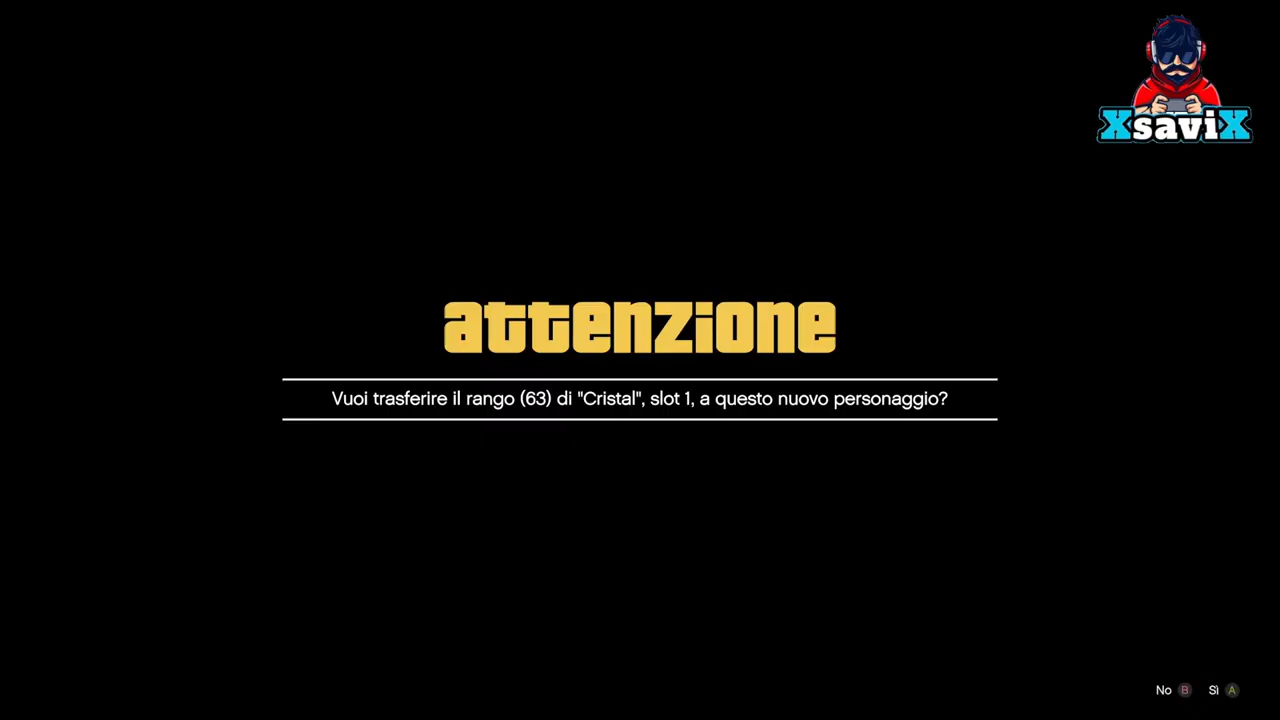 XsaviX
attenzione
Vuoi trasferire il rango (63) di "Cristal", slot 1, a questo nuovo personaggio?
No B Sì A